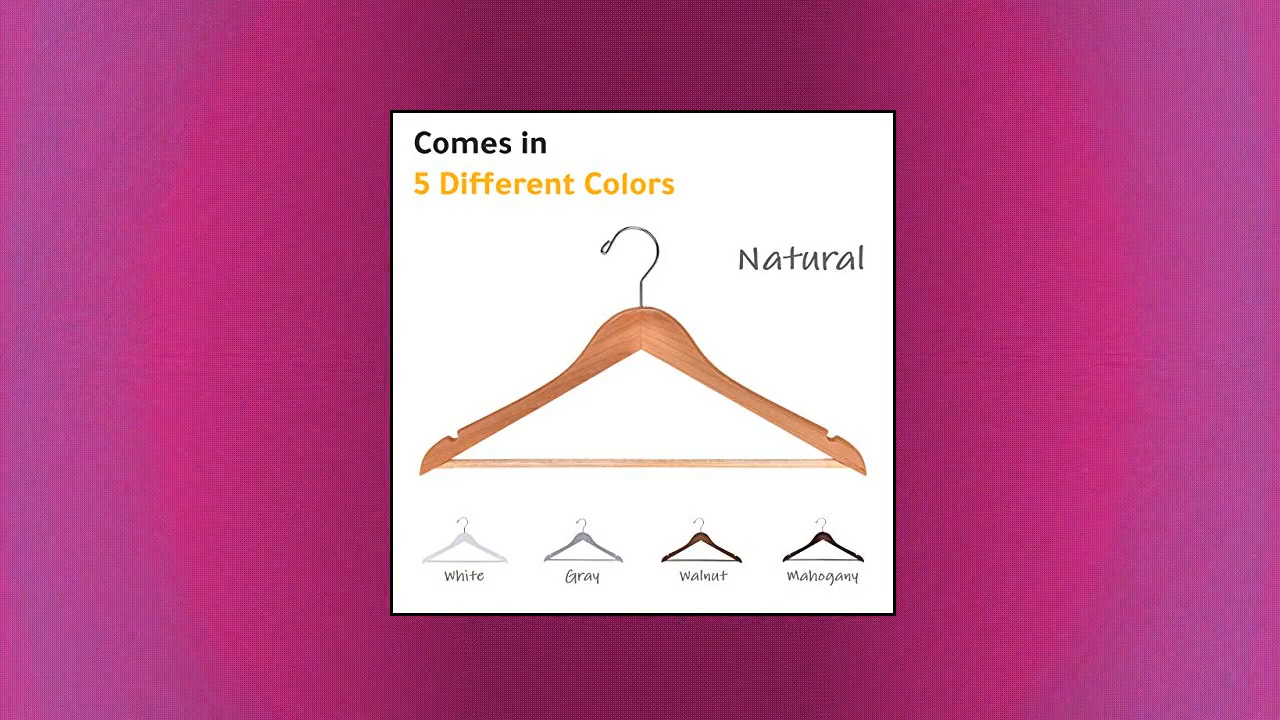 Comes in
5 Different Colors
Natural
White
Gray
Walnut
Mahogany